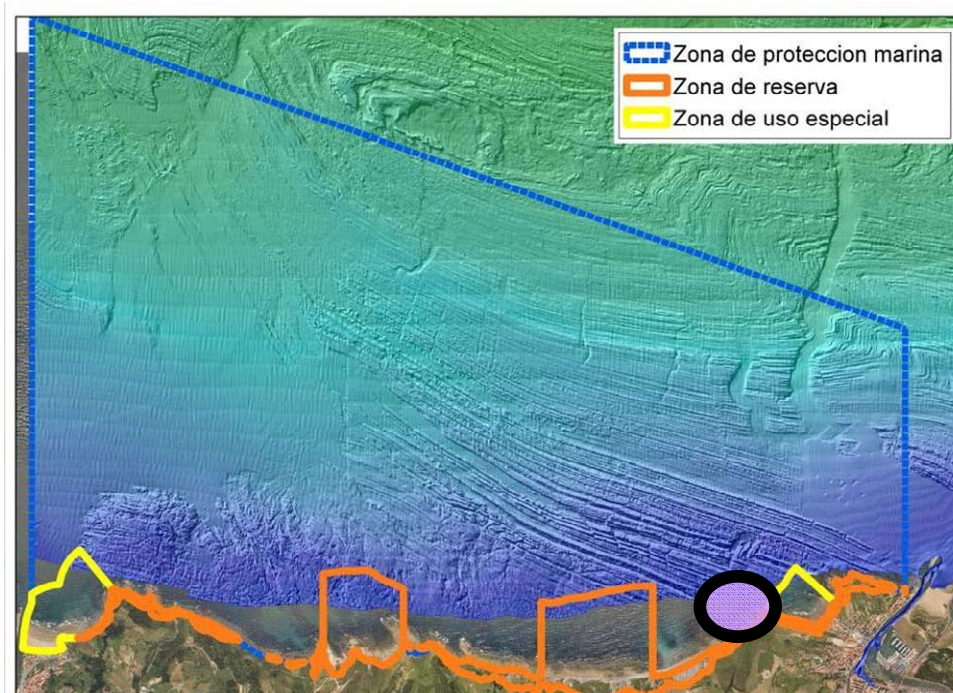 Zona de proteccion marina
Zona de reserva
Zona de uso especial